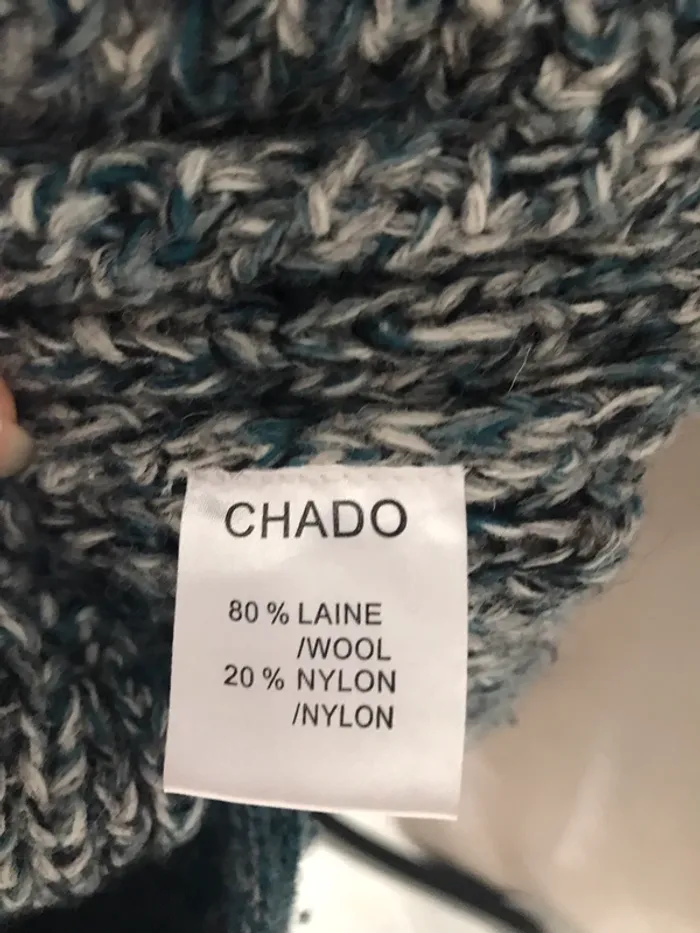 CHADO
80 % LAINE
/WOOL
20 % NYLON
/NYLON